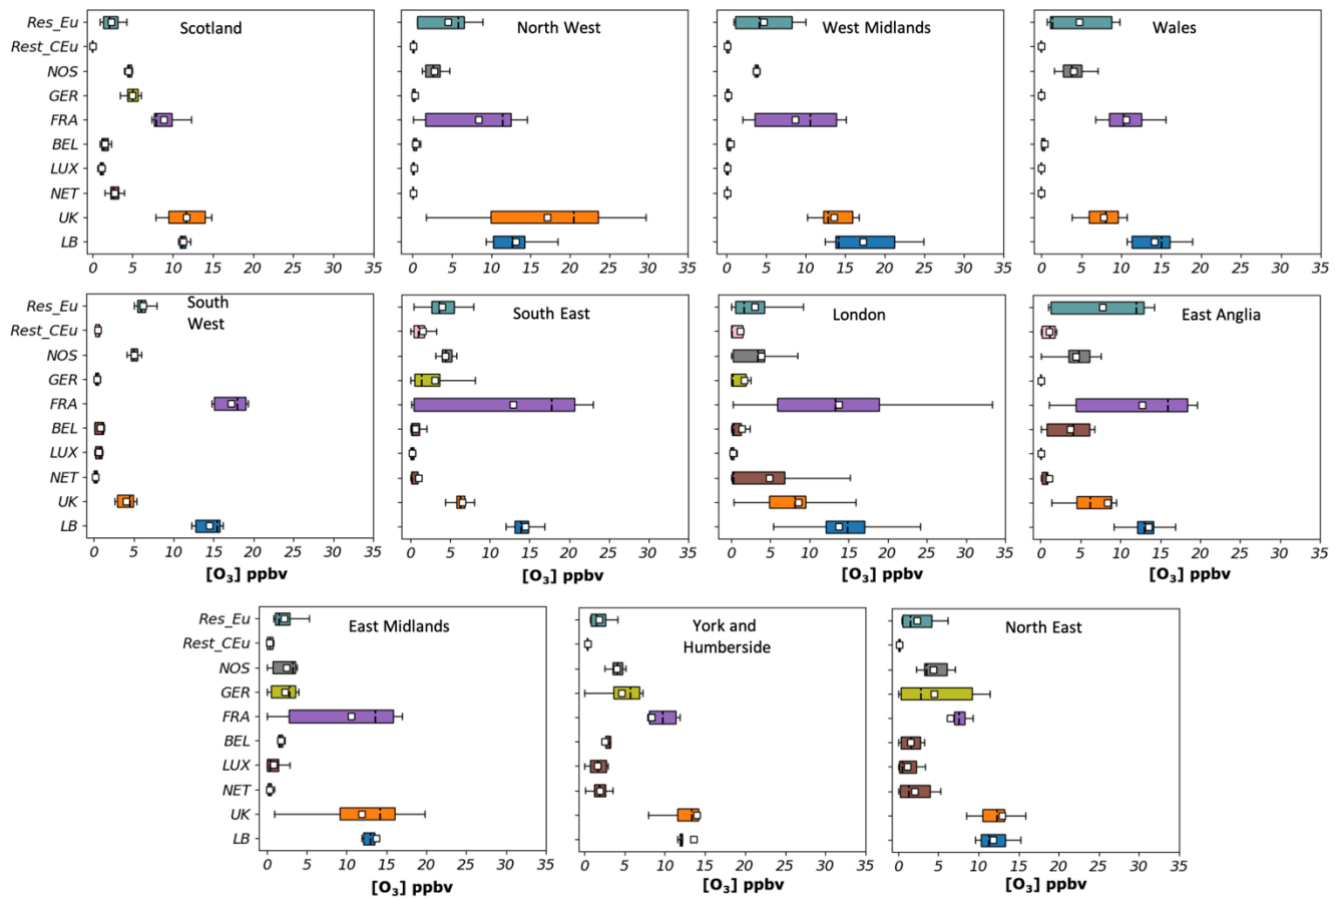 Scotland
North West
West Midlands
Wales
Res_Eu
Rest_CEu
NOS
GER
FRA
BEL
LUX
NET
UK
LB
0 5 10 15 20 25 30 35
0 5 10 15 20 25 30 35
0 5 10 15 20 25 30 35
0 5 10 15 20 25 30 35
South
West
South East
London
East Anglia
Res_Eu
Rest_CEu
NOS
GER
FRA
BEL
LUX
NET
UK
LB
0 5 10 15 20 25 30 35
0 5 10 15 20 25 30 35
0 5 10 15 20 25 30 35
0 5 10 15 20 25 30 35
[O₃] ppbv
[O₃] ppbv
[O₃] ppbv
[O₃] ppbv
East Midlands
York and
Humberside
North East
Res_Eu
Rest_CEu
NOS
GER
FRA
BEL
LUX
NET
UK
LB
0 5 10 15 20 25 30 35
0 5 10 15 20 25 30 35
0 5 10 15 20 25 30 35
[O₃] ppbv
[O₃] ppbv
[O₃] ppbv